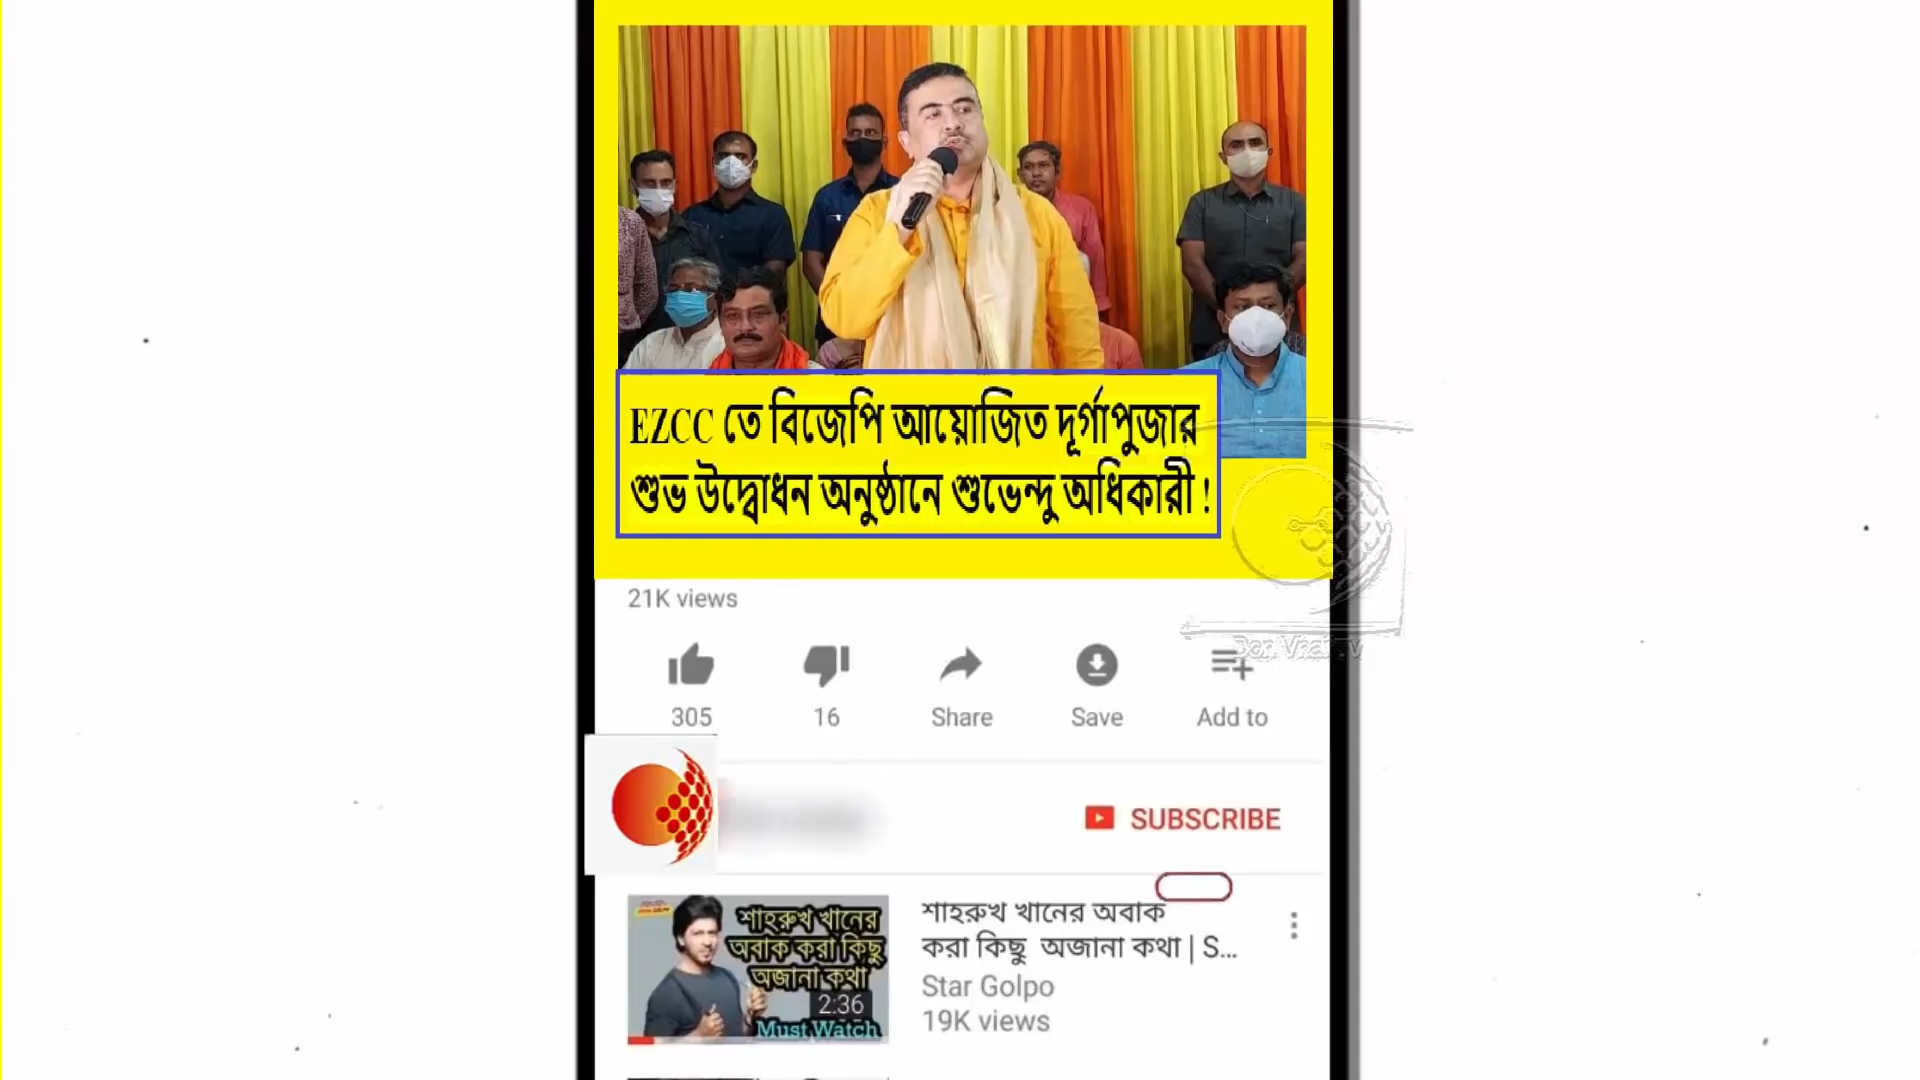 EZCC তে বিজেপি আয়োজিত দূর্গাপুজার
শুভ উদ্বোধন অনুষ্ঠানে শুভেন্দু অধিকারী !
21K views
305
16
Share
Save
Add to
SUBSCRIBE
শাহরুখ খানের
অবাক করা কিছু
অজানা কথা
2:36
Must Watch
শাহরুখ খানের অবাক
করা কিছু অজানা কথা | S...
Star Golpo
19K views